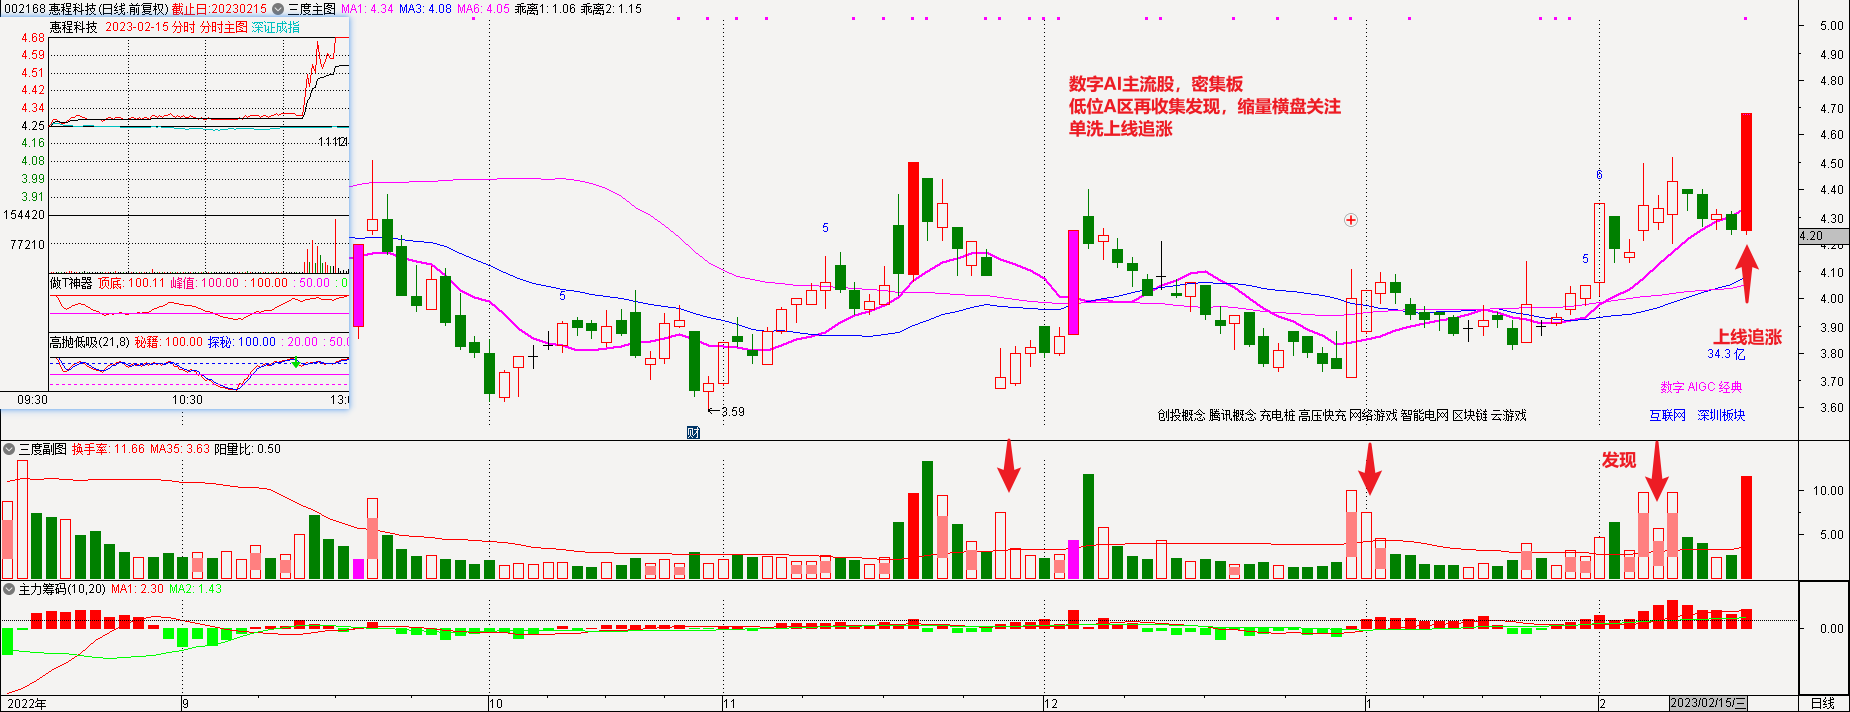 002168 惠程科技(日线.前复权) 截止日:20230215 三度主图 MA1: 4.34 MA3: 4.08 MA6: 4.05 乖离1: 1.06 乖离2: 1.15
惠程科技 2023-02-15 分时 分时主图 深证成指
4.68
4.59
4.51
4.42
4.34
4.25
4.16
4.08
3.99
3.91
154420
77210
做T神器 顶底: 100.11 峰值: 100.00 : 100.00 : 50.00 : 0
高抛低吸(21,8) 秘籍: 100.00 探秘: 100.00 : 20.00 : 50.0
09:30 10:30 13:0
数字AI主流股，密集板
低位A区再收集发现，缩量横盘关注
单洗上线追涨
5
5
6
5
←3.59
财
上线追涨
34.3 亿
数字 AIGC 经典
创投概念 腾讯概念 充电桩 高压快充 网络游戏 智能电网 区块链 云游戏
互联网 深圳板块
5.00
4.90
4.80
4.70
4.60
4.50
4.40
4.30
4.20
4.20
4.10
4.00
3.90
3.80
3.70
3.60
三度副图 换手率: 11.66 MA35: 3.63 阳量比: 0.50
发现
10.00
5.00
主力筹码(10,20) MA1: 2.30 MA2: 1.43
0.00
2022年 9 10 11 12 1 2 2023/02/15/三 日线